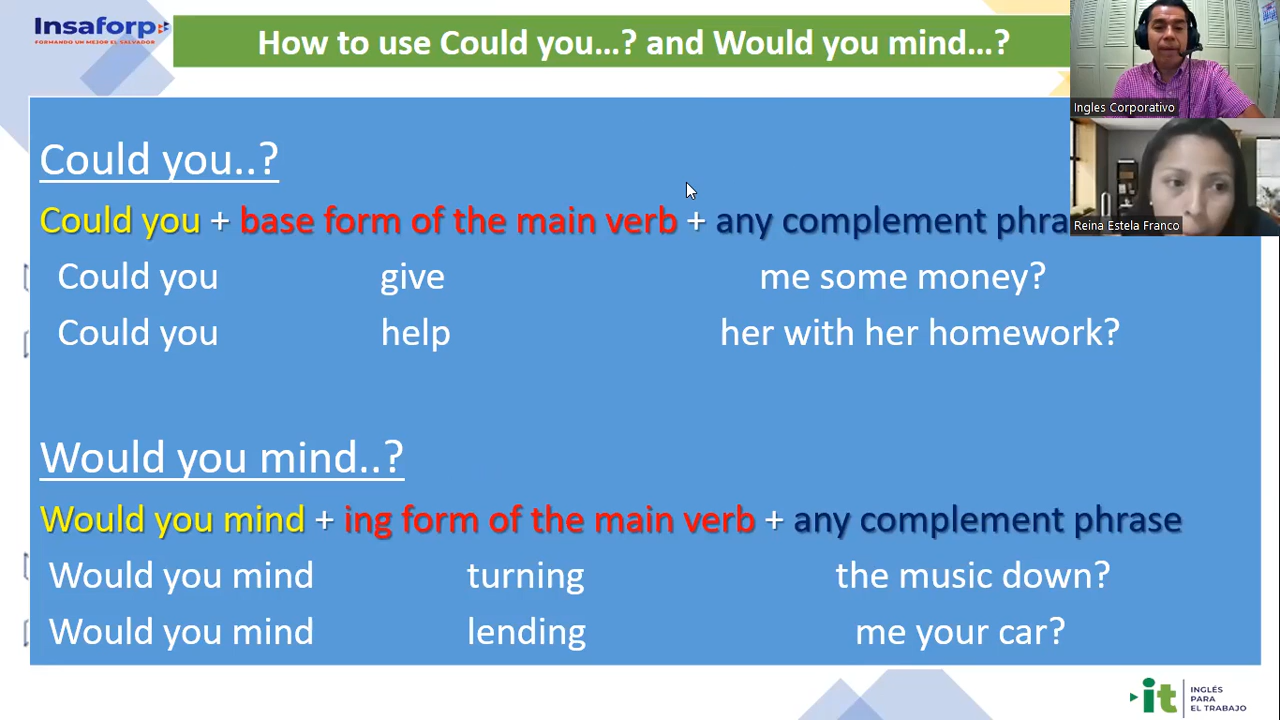 Insaforp
FORMANDO UN MEJOR EL SALVADOR
How to use Could you...? and Would you mind...?
Ingles Corporativo
Reina Estela Franco
Could you..?
Could you + base form of the main verb + any complement phra
Could you give me some money?
Could you help her with her homework?
Would you mind..?
Would you mind + ing form of the main verb + any complement phrase
Would you mind turning the music down?
Would you mind lending me your car?
it
INGLÉS
PARA
EL TRABAJO